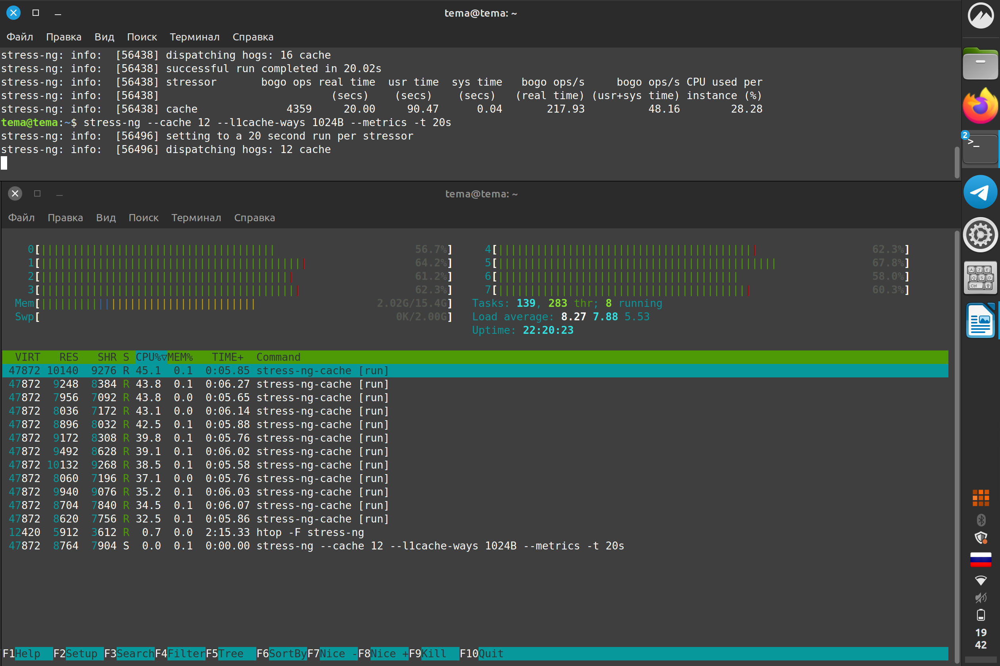 tema@tema: ~
Файл Правка Вид Поиск Терминал Справка
stress-ng: info:  [56438] dispatching hogs: 16 cache
stress-ng: info:  [56438] successful run completed in 20.02s
stress-ng: info:  [56438] stressor       bogo ops real time  usr time  sys time   bogo ops/s     bogo ops/s CPU used per
stress-ng: info:  [56438]                           (secs)    (secs)    (secs)   (real time) (usr+sys time) instance (%)
stress-ng: info:  [56438] cache              4359     20.00     90.47      0.04       217.93          48.16        28.28
tema@tema:~$ stress-ng --cache 12 --l1cache-ways 1024B --metrics -t 20s
stress-ng: info:  [56496] setting to a 20 second run per stressor
stress-ng: info:  [56496] dispatching hogs: 12 cache
2
>_
tema@tema: ~
Файл Правка Вид Поиск Терминал Справка
0[ 56.7%] 4[ 62.3%]
1[ 64.2%] 5[ 67.8%]
2[ 61.2%] 6[ 58.0%]
3[ 62.3%] 7[ 60.3%]
Mem[ 2.02G/15.4G] Tasks: 139, 283 thr; 8 running
Swp[ 0K/2.00G] Load average: 8.27 7.88 5.53
Uptime: 22:20:23
VIRT RES SHR S CPU%▽MEM% TIME+ Command
47872 10140 9276 R 45.1 0.1 0:05.85 stress-ng-cache [run]
47872 9248 8384 R 43.8 0.1 0:06.27 stress-ng-cache [run]
47872 7956 7092 R 43.8 0.0 0:05.65 stress-ng-cache [run]
47872 8036 7172 R 43.1 0.0 0:06.14 stress-ng-cache [run]
47872 8896 8032 R 42.5 0.1 0:05.88 stress-ng-cache [run]
47872 9172 8308 R 39.8 0.1 0:05.76 stress-ng-cache [run]
47872 9492 8628 R 39.1 0.1 0:06.02 stress-ng-cache [run]
47872 10132 9268 R 38.5 0.1 0:05.58 stress-ng-cache [run]
47872 8060 7196 R 37.1 0.0 0:05.76 stress-ng-cache [run]
47872 9940 9076 R 35.2 0.1 0:06.03 stress-ng-cache [run]
47872 8704 7840 R 34.5 0.1 0:06.07 stress-ng-cache [run]
47872 8620 7756 R 32.5 0.1 0:05.86 stress-ng-cache [run]
12420 5912 3612 R 0.7 0.0 2:15.33 htop -F stress-ng
47872 8764 7904 S 0.0 0.1 0:00.00 stress-ng --cache 12 --l1cache-ways 1024B --metrics -t 20s
F1Help F2Setup F3SearchF4FilterF5Tree F6SortByF7Nice -F8Nice +F9Kill F10Quit
A Z E
Q S D
Ctrl
19
42